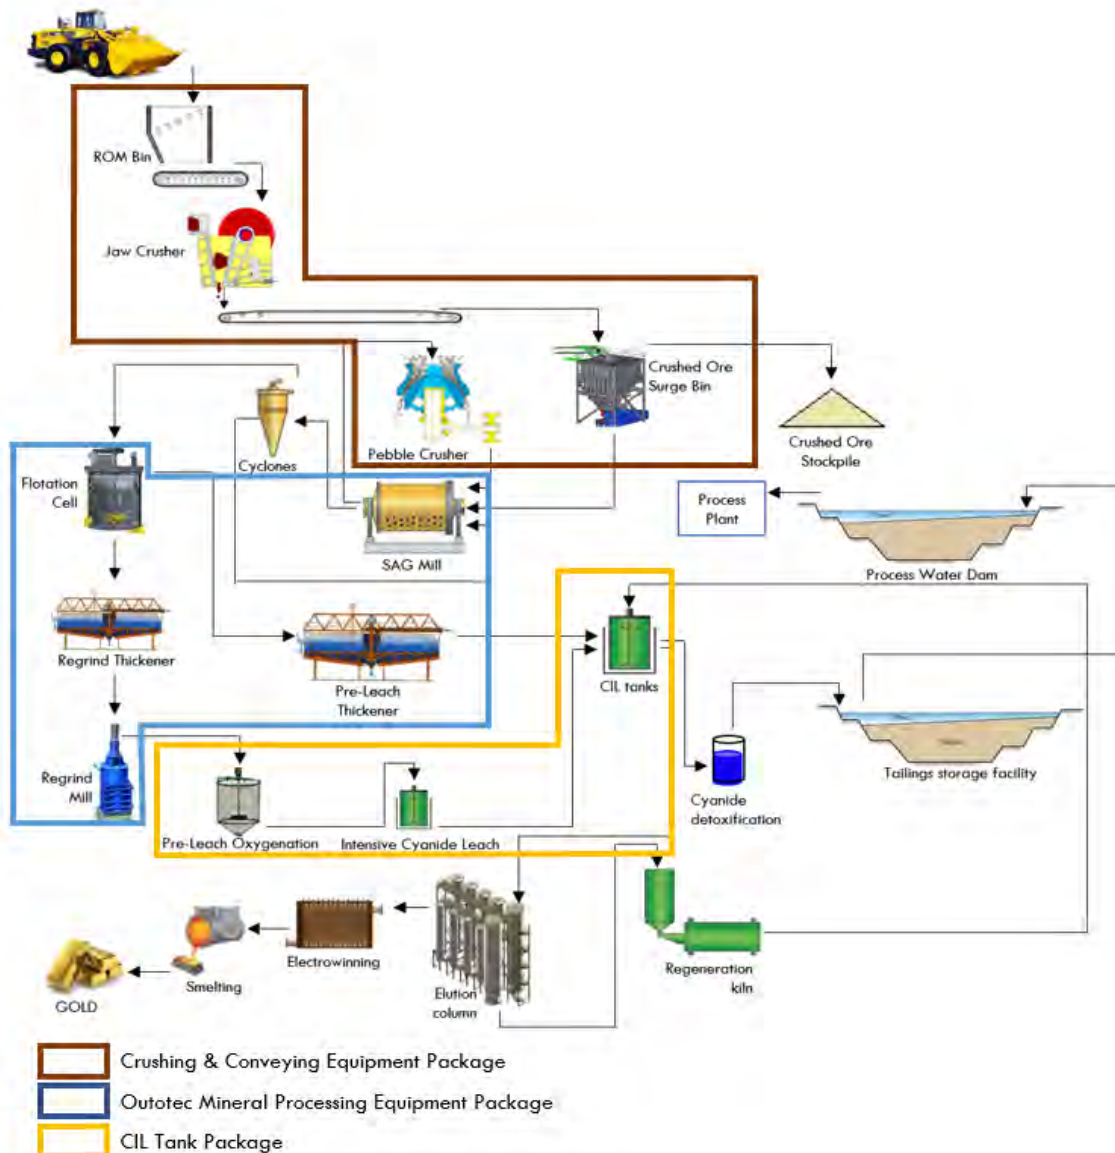 ROM Bin
Jaw Crusher
Crushed Ore
Surge Bin
Pebble Crusher
Crushed Ore
Stockpile
Cyclones
Flotation
Cell
SAG Mill
Process
Plant
Process Water Dam
Regrind Thickener
Pre-Leach
Thickener
CIL tanks
Regrind
Mill
Pre-Leach Oxygenation
Intensive Cyanide Leach
Cyanide
detoxification
Tailings storage facility
Electrowinning
Smelting
GOLD
Elution
column
Regeneration
kiln
Crushing & Conveying Equipment Package
Outotec Mineral Processing Equipment Package
CIL Tank Package